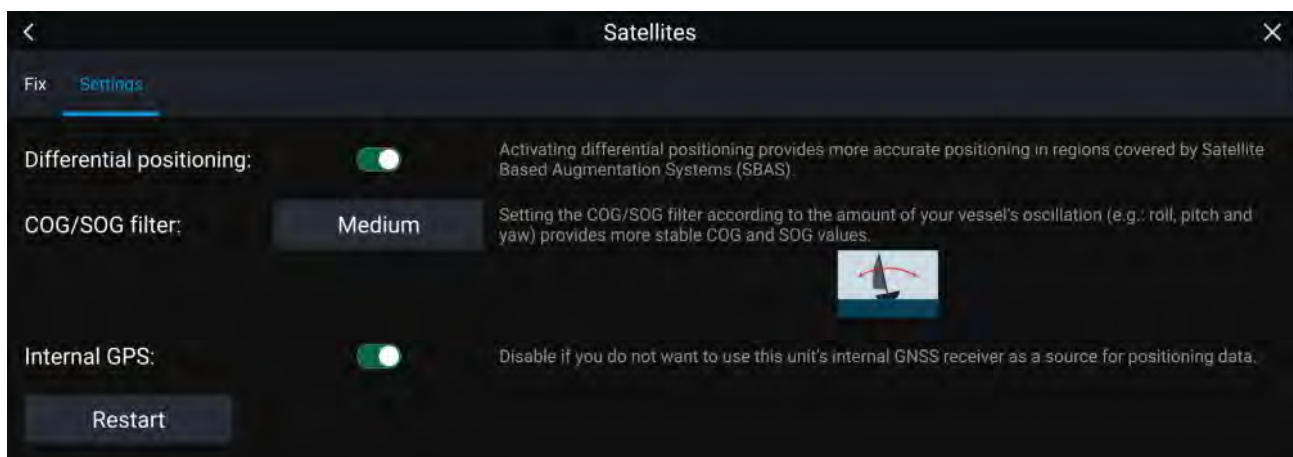 Satellites
Fix Settings
Differential positioning:
Activating differential positioning provides more accurate positioning in regions covered by Satellite
Based Augmentation Systems (SBAS).
COG/SOG filter:
Medium
Setting the COG/SOG filter according to the amount of your vessel's oscillation (e.g.: roll, pitch and
yaw) provides more stable COG and SOG values.
Internal GPS:
Disable if you do not want to use this unit's internal GNSS receiver as a source for positioning data.
Restart